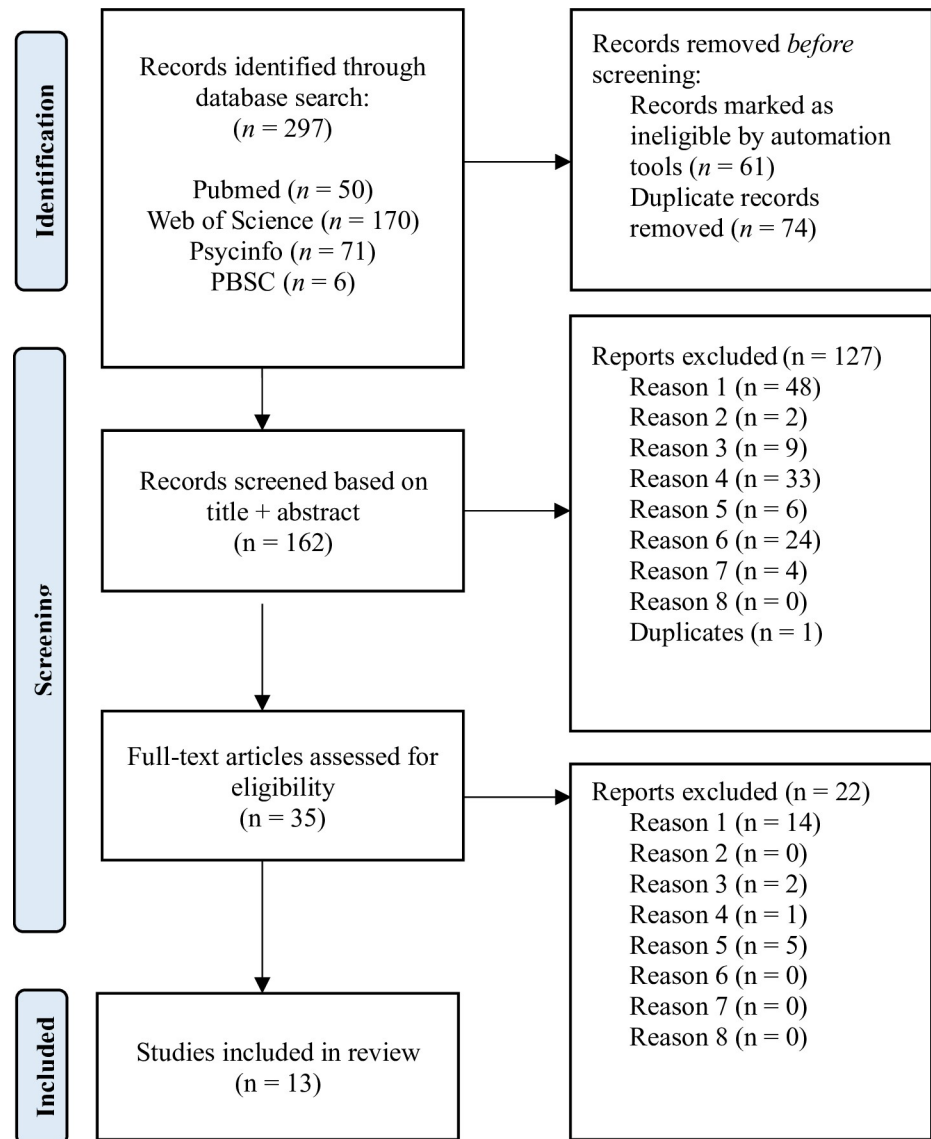 Identification
Records identified through
database search:
(n = 297)
Pubmed (n = 50)
Web of Science (n = 170)
Psycinfo (n = 71)
PBSC (n = 6)
Records removed before
screening:
Records marked as
ineligible by automation
tools (n = 61)
Duplicate records
removed (n = 74)
Screening
Records screened based on
title + abstract
(n = 162)
Reports excluded (n = 127)
Reason 1 (n = 48)
Reason 2 (n = 2)
Reason 3 (n = 9)
Reason 4 (n = 33)
Reason 5 (n = 6)
Reason 6 (n = 24)
Reason 7 (n = 4)
Reason 8 (n = 0)
Duplicates (n = 1)
Full-text articles assessed for
eligibility
(n = 35)
Reports excluded (n = 22)
Reason 1 (n = 14)
Reason 2 (n = 0)
Reason 3 (n = 2)
Reason 4 (n = 1)
Reason 5 (n = 5)
Reason 6 (n = 0)
Reason 7 (n = 0)
Reason 8 (n = 0)
Included
Studies included in review
(n = 13)